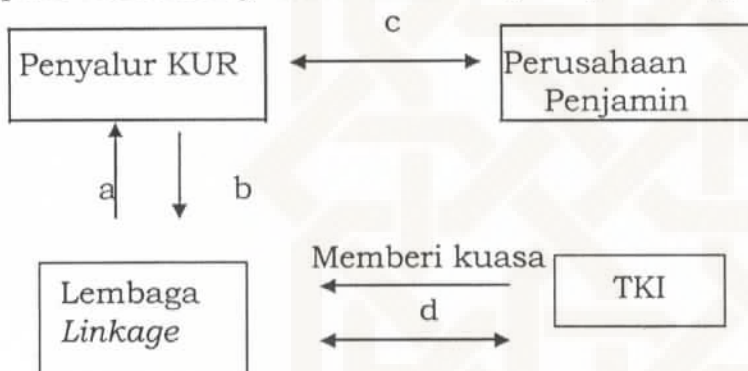 c
Penyalur KUR
Perusahaan
Penjamin
a
b
Memberi kuasa
Lembaga
Linkage
d
TKI